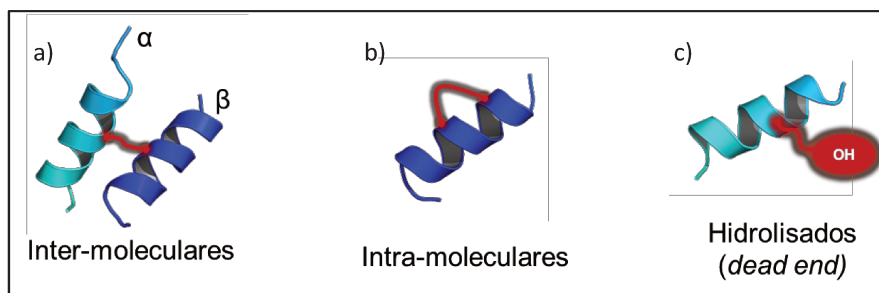 a)
α
β
Inter-moleculares
b)
Intra-moleculares
c)
OH
Hidrolisados
(dead end)